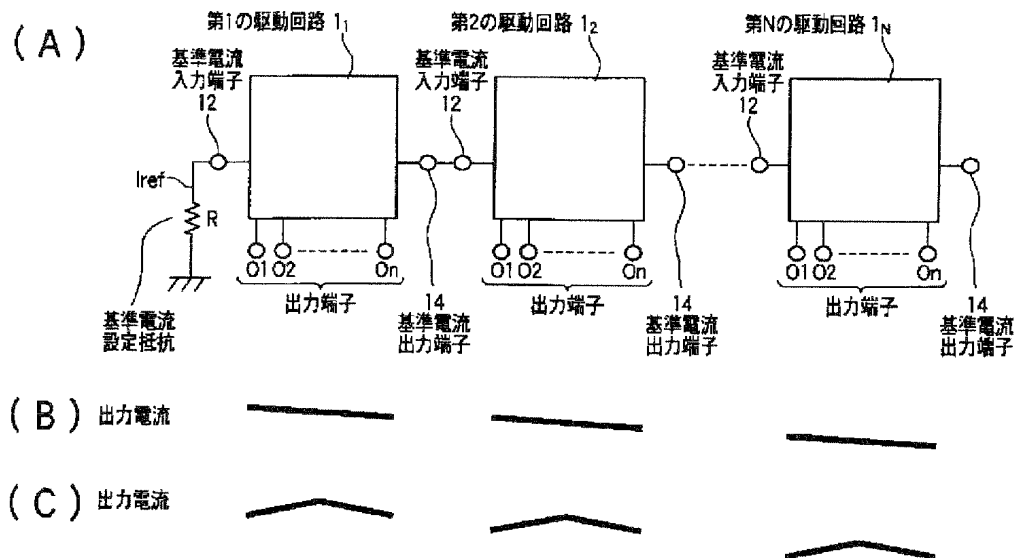 (A)
第1の駆動回路 1₁
第2の駆動回路 1₂
第Nの駆動回路 1N
基準電流
入力端子
12
基準電流
入力端子
12
基準電流
入力端子
12
Iref
R
O1 O2 On
O1 O2 On
O1 O2 On
出力端子
出力端子
出力端子
基準電流
設定抵抗
14
基準電流
出力端子
14
基準電流
出力端子
14
基準電流
出力端子
(B) 出力電流
(C) 出力電流